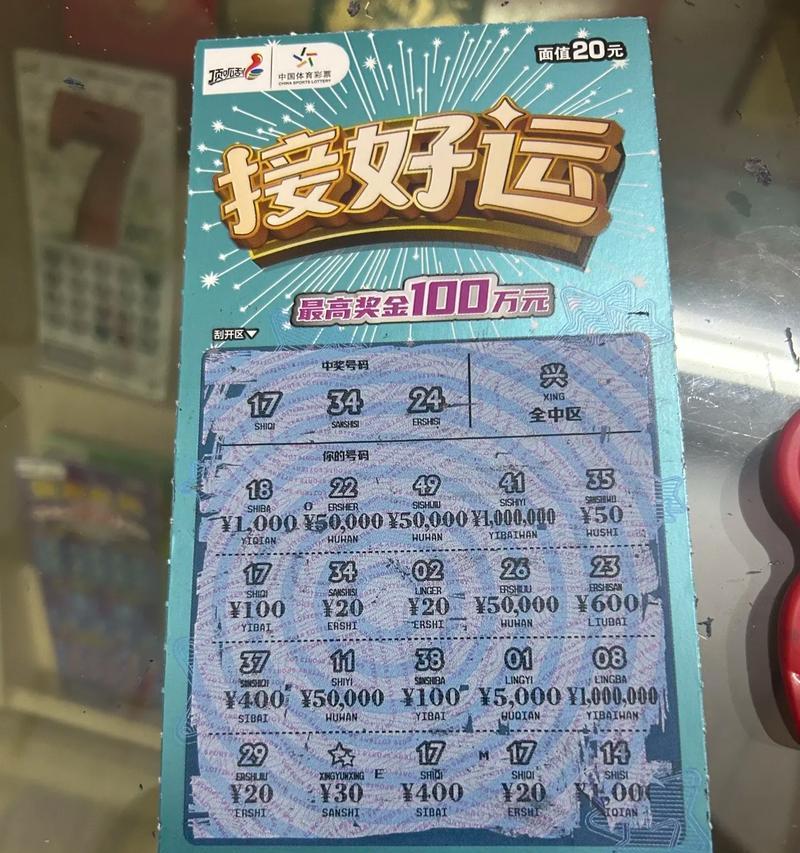 顶呱刮 中国体育彩票 面值20元
CHINA SPORTS LOTTERY
接好运
最高奖金100万元
刮开区
中奖号码 兴
17 34 24 XING
SHIQI SANSHISI ERSHISI 全中区
你的号码
18 22 49 41 35
SHIBA ERSHIER SISHIJIU SISHIYI SANSHIWU
¥1,000 ¥50,000 ¥50,000 ¥1,000,000 ¥50
YIQIAN WUWAN WUWAN YIBAIWAN WUSHI
17 34 02 26 23
SHIQI SANSHISI LINGER ERSHILIU ERSHISAN
¥100 ¥20 ¥20 ¥50,000 ¥600
YIBAI ERSHI ERSHI WUWAN LIUBAI
37 11 38 01 08
SANSHIQI SHIYI SANSHIBA LINGYI LINGBA
¥400 ¥50,000 ¥100 ¥5,000 ¥1,000,000
SIBAI WUWAN YIBAI WUQIAN YIBAIWAN
29 17 M 17 14
ERSHIJIU XINGYUNXING E SHIQI SHIQI SHISI
¥20 ¥30 ¥400 ¥20
ERSHI SANSHI SIBAI ERSHI
7